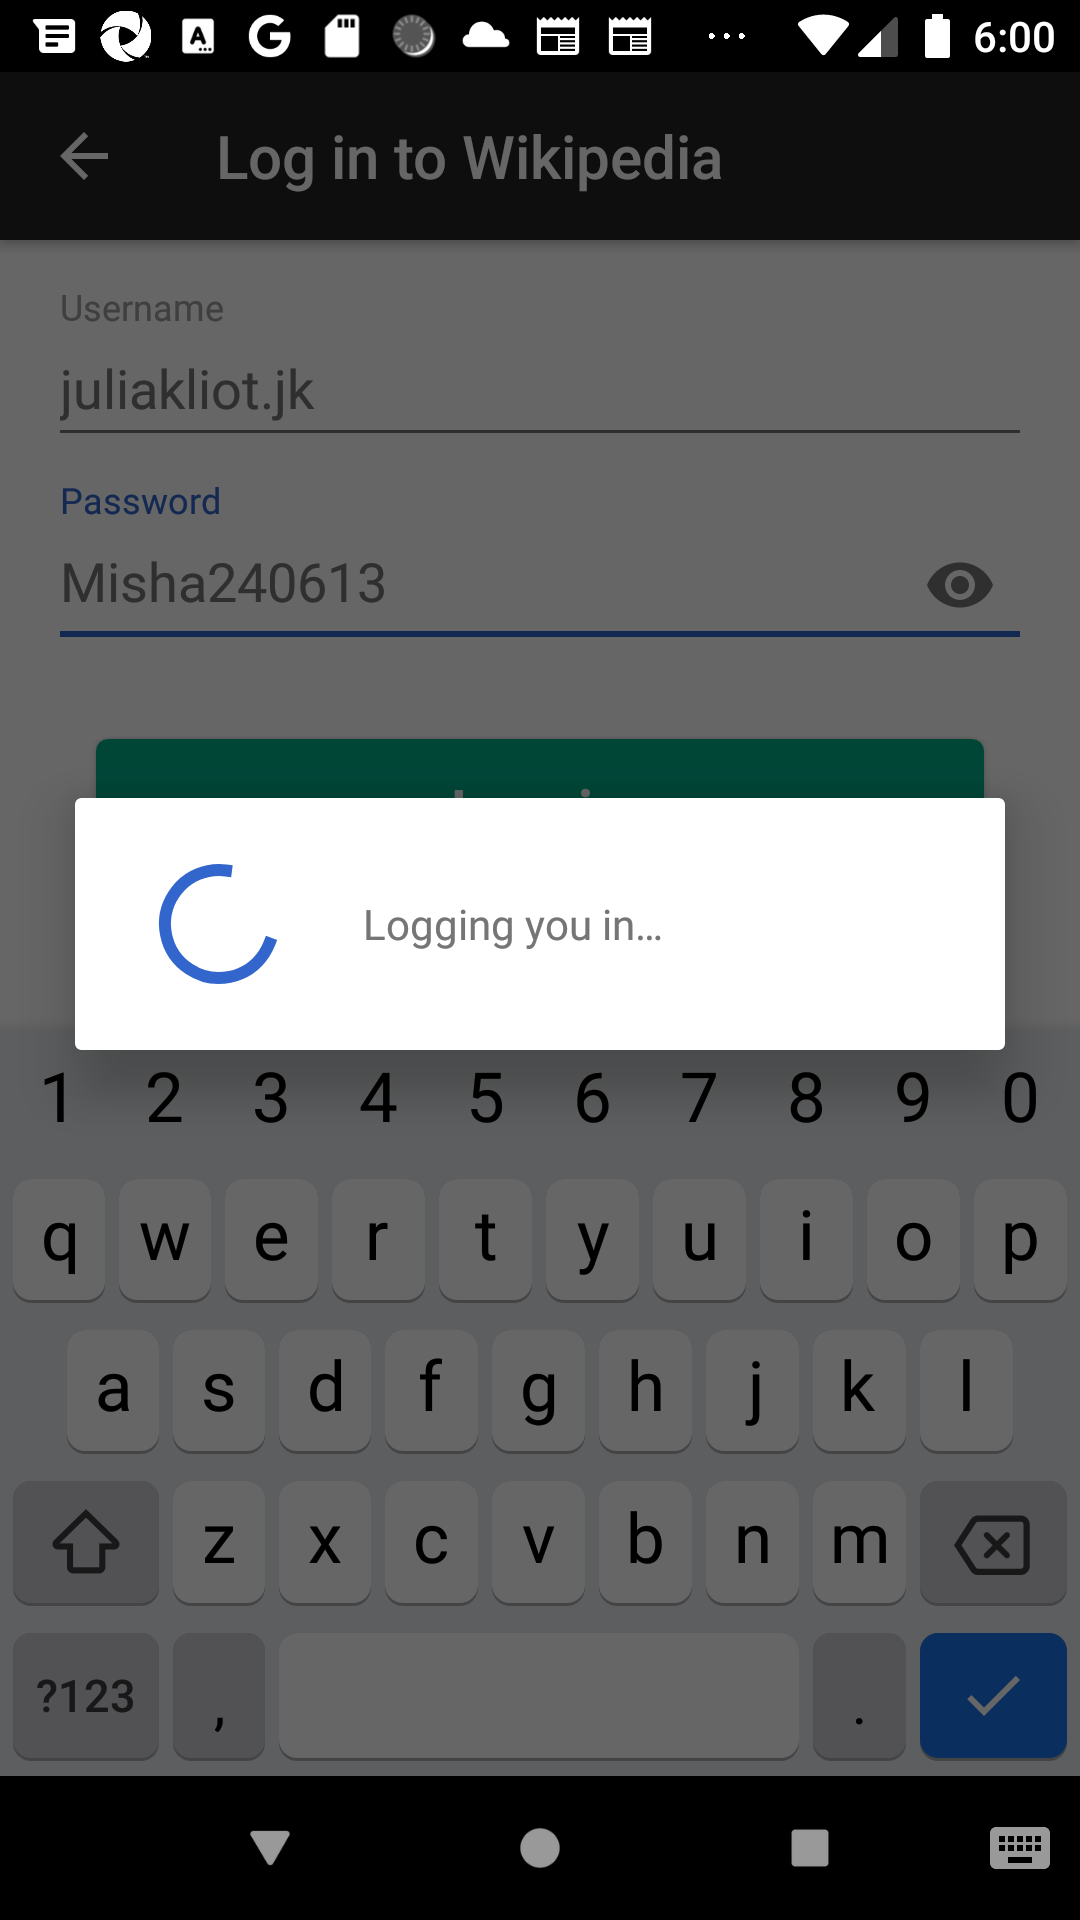 6:00
Log in to Wikipedia
Username
juliakliot.jk
Password
Misha240613
Logging you in...
1 2 3 4 5 6 7 8 9 0
q w e r t y u i o p
a s d f g h j k l
z x c v b n m
?123 , .